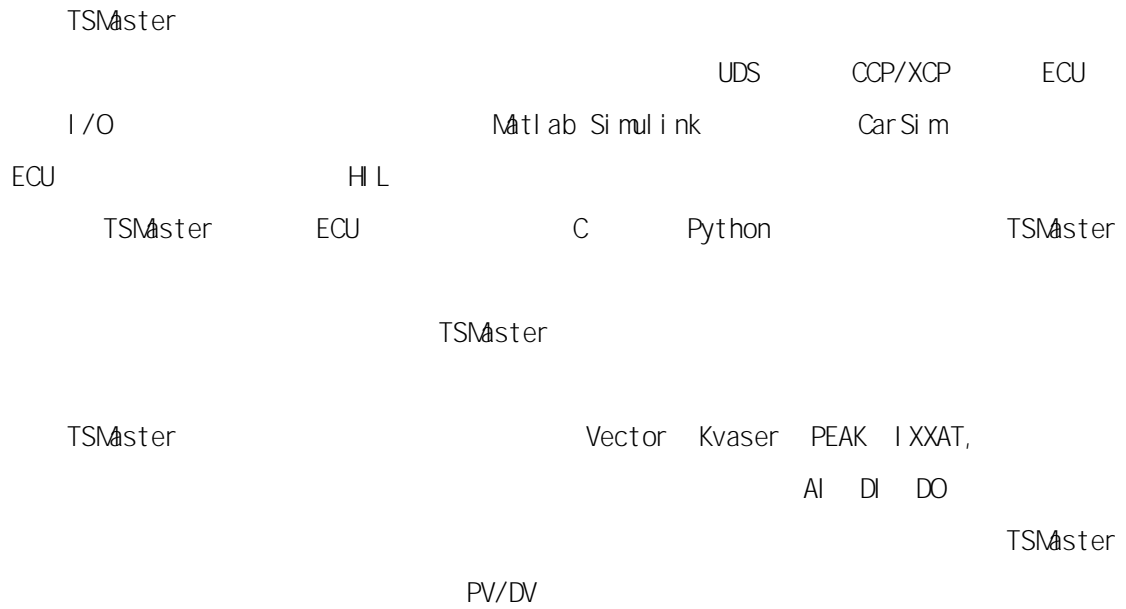 TSMaster
UDS CCP/XCP ECU
I/O Matlab Simulink CarSim
ECU HIL
TSMaster ECU C Python TSMaster
TSMaster
TSMaster Vector Kvaser PEAK IXXAT,
AI DI DO
TSMaster
PV/DV